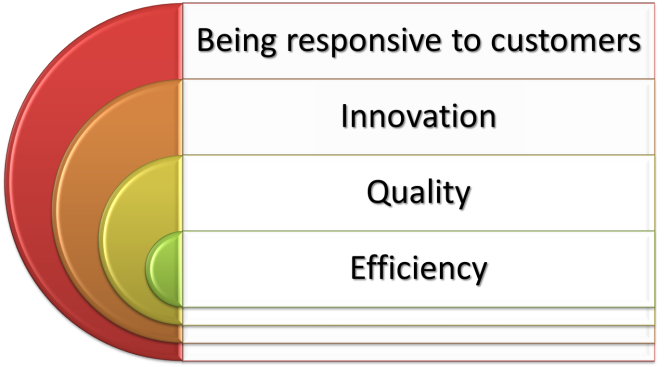 Being responsive to customers
Innovation
Quality
Efficiency